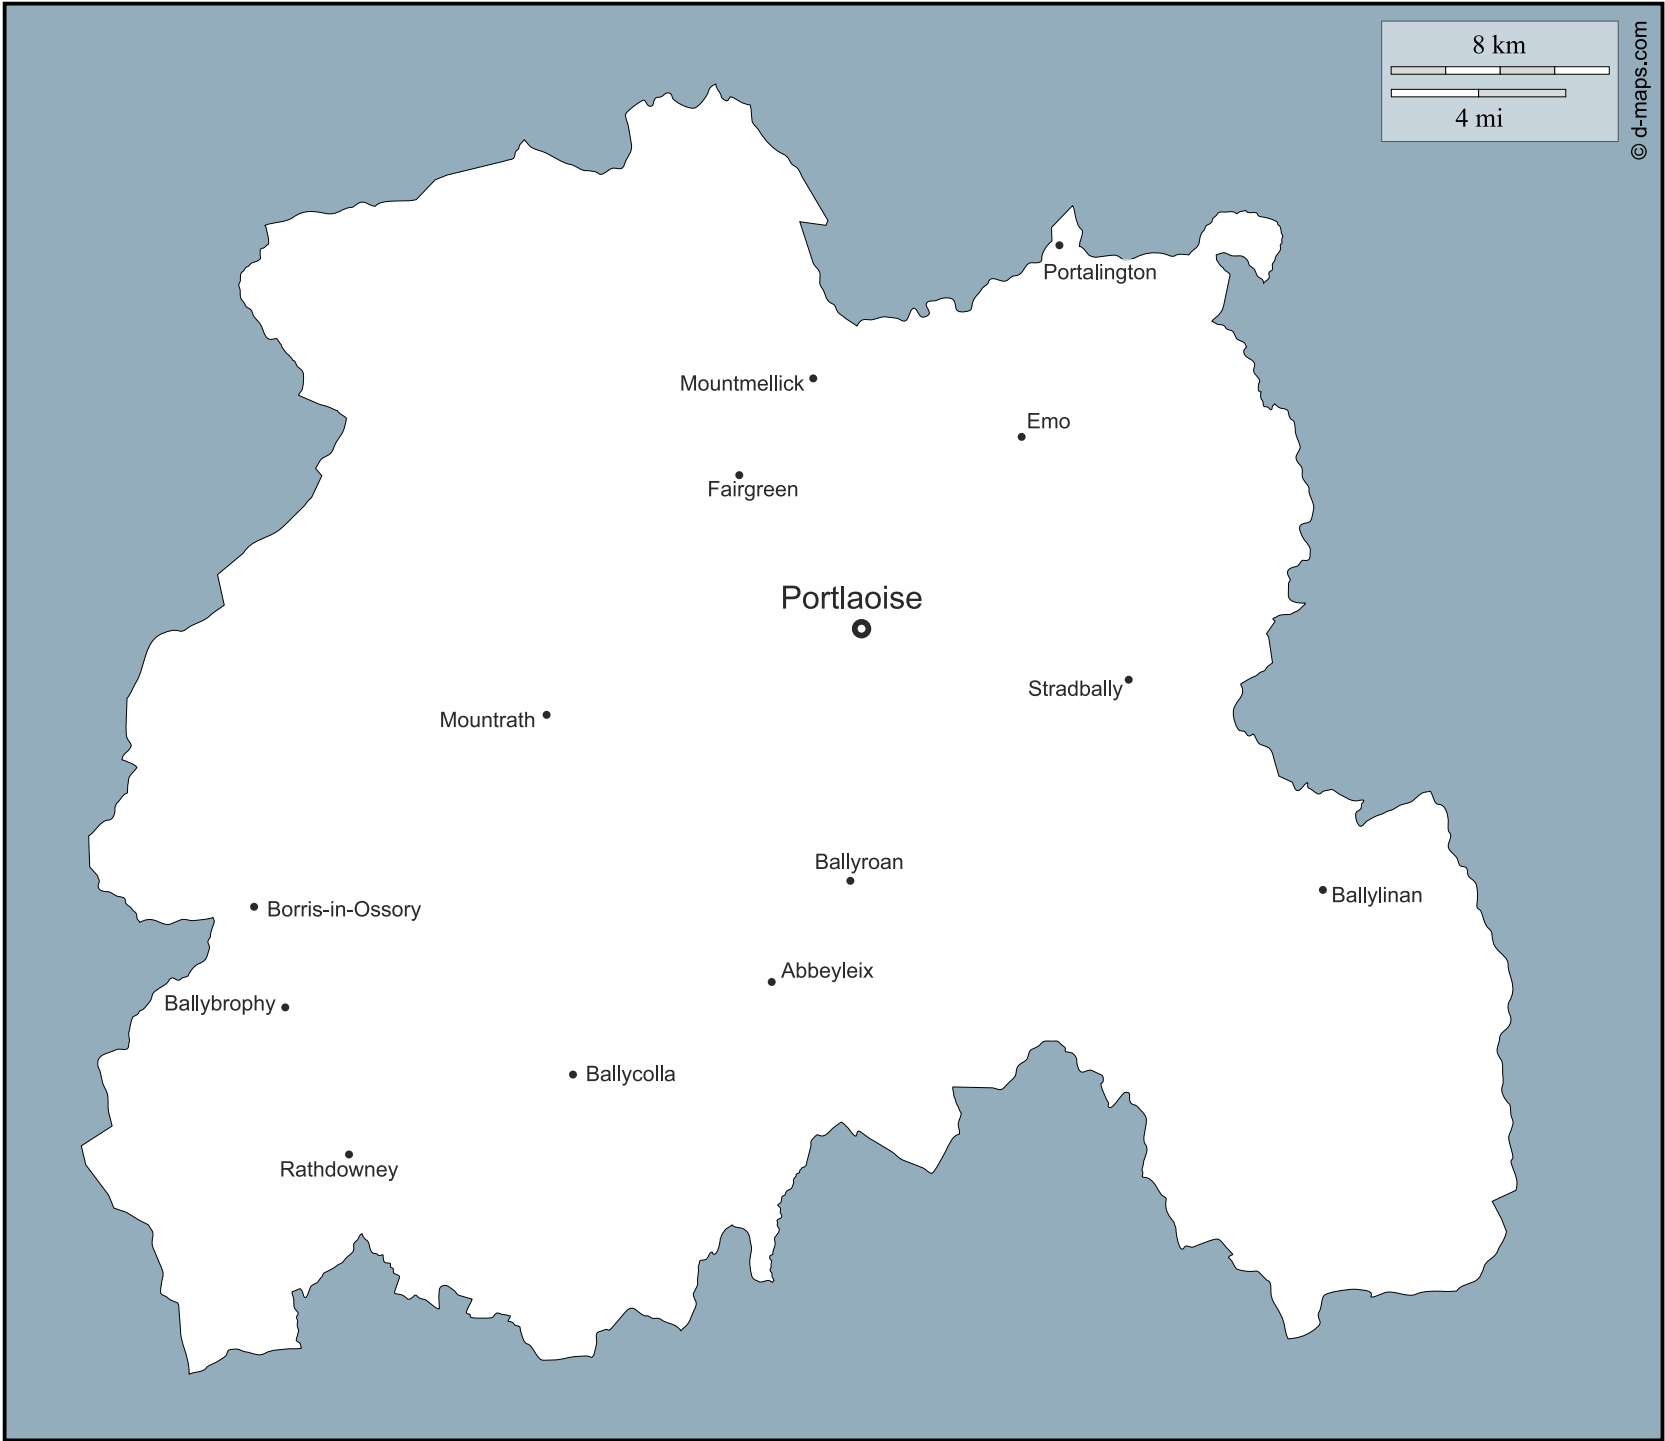 8 km
4 mi
© d-maps.com
Portalington
Mountmellick
Emo
Fairgreen
Portlaoise
Stradbally
Mountrath
Ballyroan
Ballylinan
Borris-in-Ossory
Abbeyleix
Ballybrophy
Ballycolla
Rathdowney